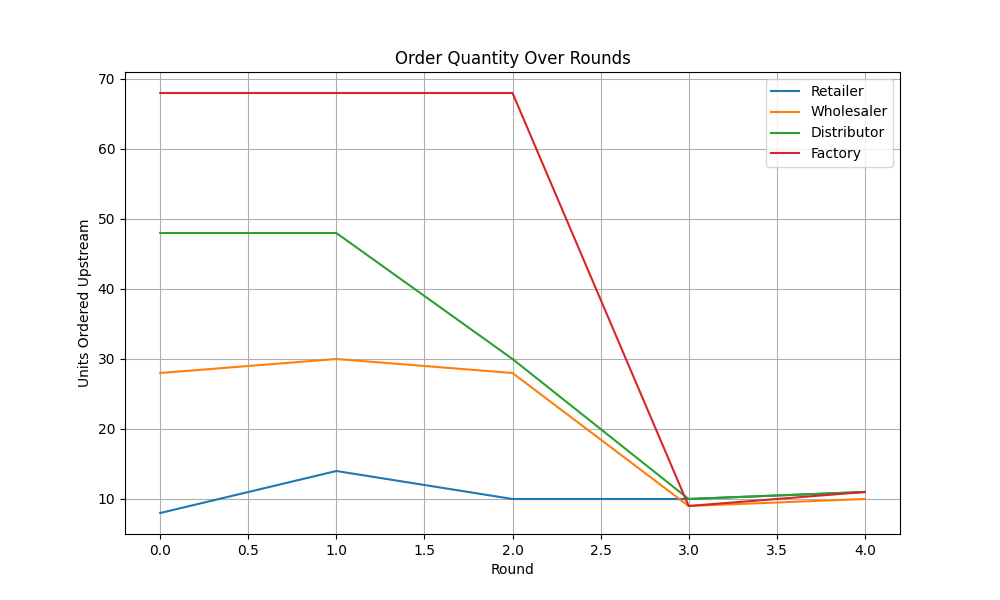 Order Quantity Over Rounds
Units Ordered Upstream
70
60
50
40
30
20
10
Retailer
Wholesaler
Distributor
Factory
0.0 0.5 1.0 1.5 2.0 2.5 3.0 3.5 4.0
Round